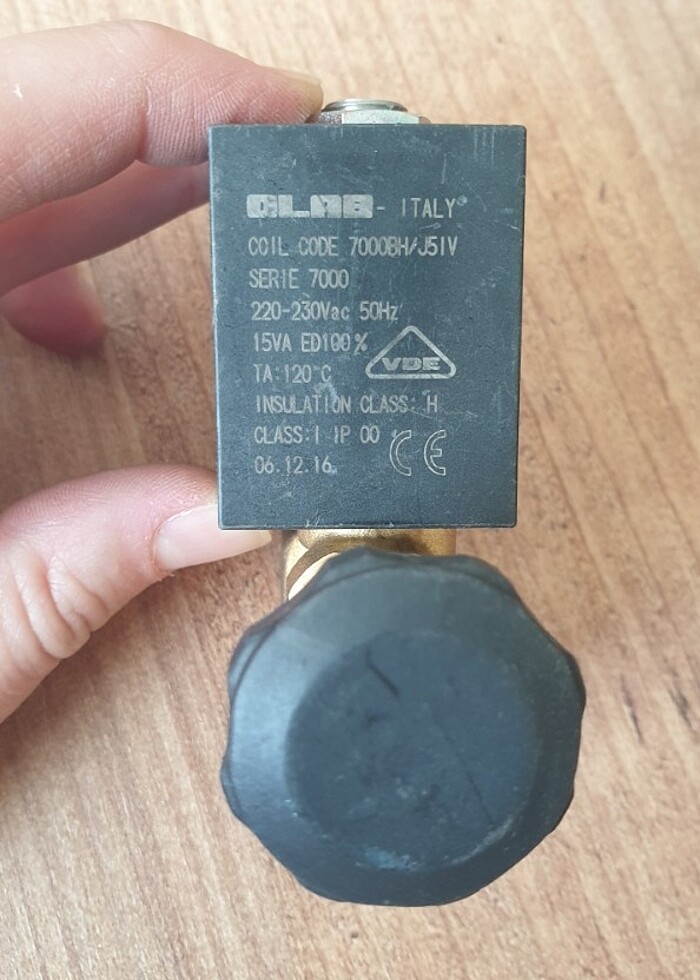 CLAB - ITALY
COIL CODE 7000BH/J5IV
SERIE 7000
220-230Vac 50Hz
15VA ED100%
VDE
TA:120°C
INSULATION CLASS: H
CLASS:I IP 00
CE
06.12.16